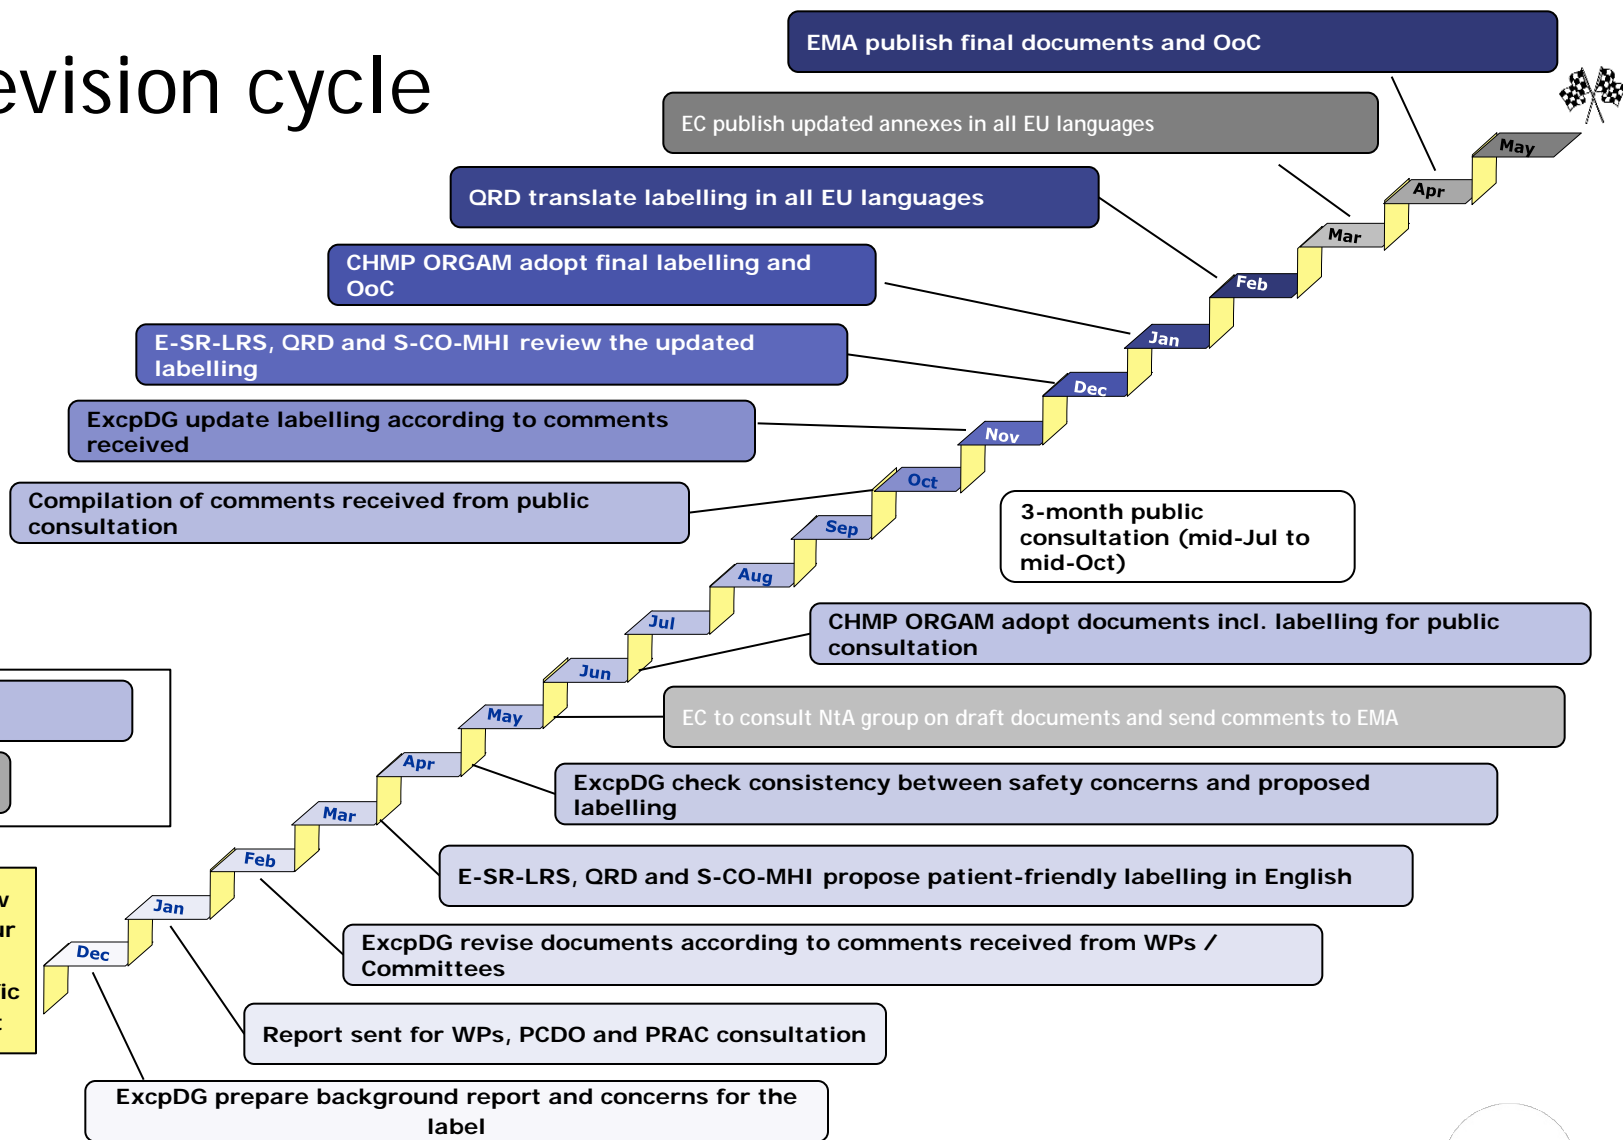 evision cycle
EMA publish final documents and OoC
EC publish updated annexes in all EU languages
May
QRD translate labelling in all EU languages
Apr
Mar
CHMP ORGAM adopt final labelling and
OoC
Feb
E-SR-LRS, QRD and S-CO-MHI review the updated
labelling
Jan
Dec
ExcpDG update labelling according to comments
received
Nov
Compilation of comments received from public
consultation
Oct
3-month public
consultation (mid-Jul to
mid-Oct)
Sep
Aug
CHMP ORGAM adopt documents incl. labelling for public
consultation
Jul
Jun
EC to consult NtA group on draft documents and send comments to EMA
May
ExcpDG check consistency between safety concerns and proposed
labelling
Apr
Mar
E-SR-LRS, QRD and S-CO-MHI propose patient-friendly labelling in English
Feb
ExcpDG revise documents according to comments received from WPs /
Committees
Jan
Dec
Report sent for WPs, PCDO and PRAC consultation
ExcpDG prepare background report and concerns for the
label